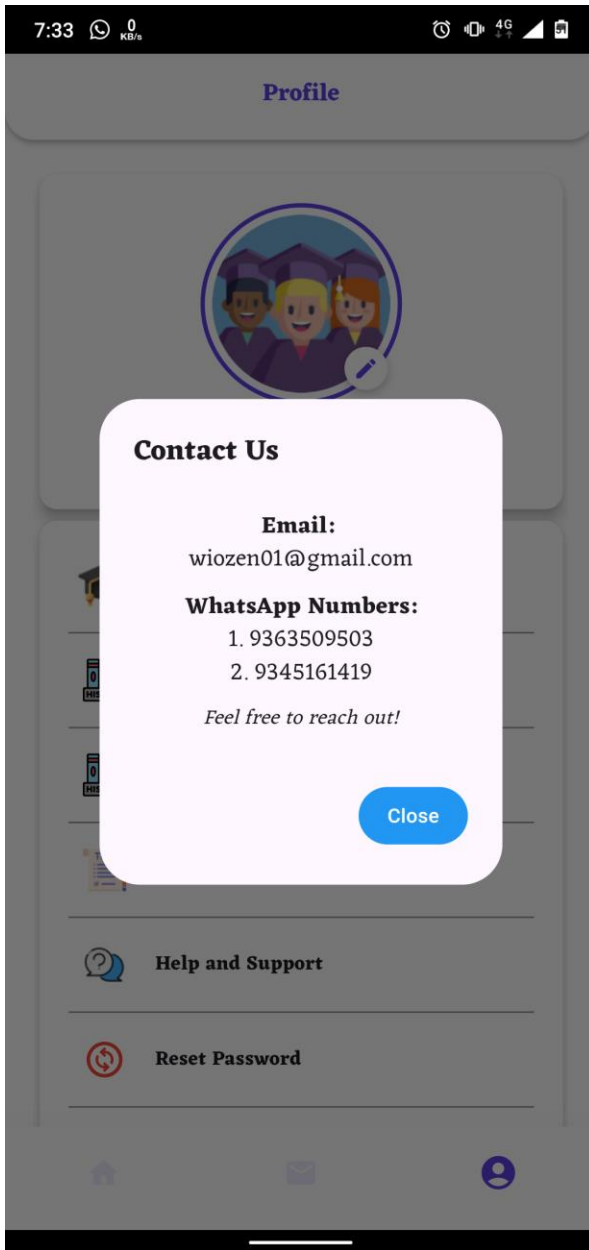 7:33
0
KB/s
4G
51
Profile
Contact Us
Email:
wiozen01@gmail.com
WhatsApp Numbers:
1. 9363509503
2. 9345161419
Feel free to reach out!
Close
Help and Support
Reset Password